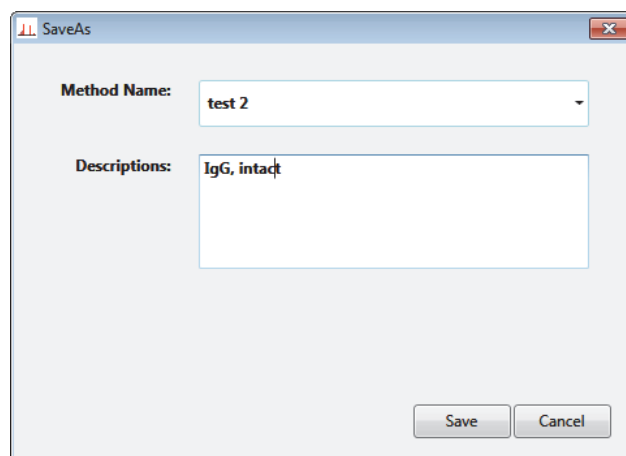 SaveAs
Method Name:
test 2
Descriptions:
IgG, intact
Save
Cancel